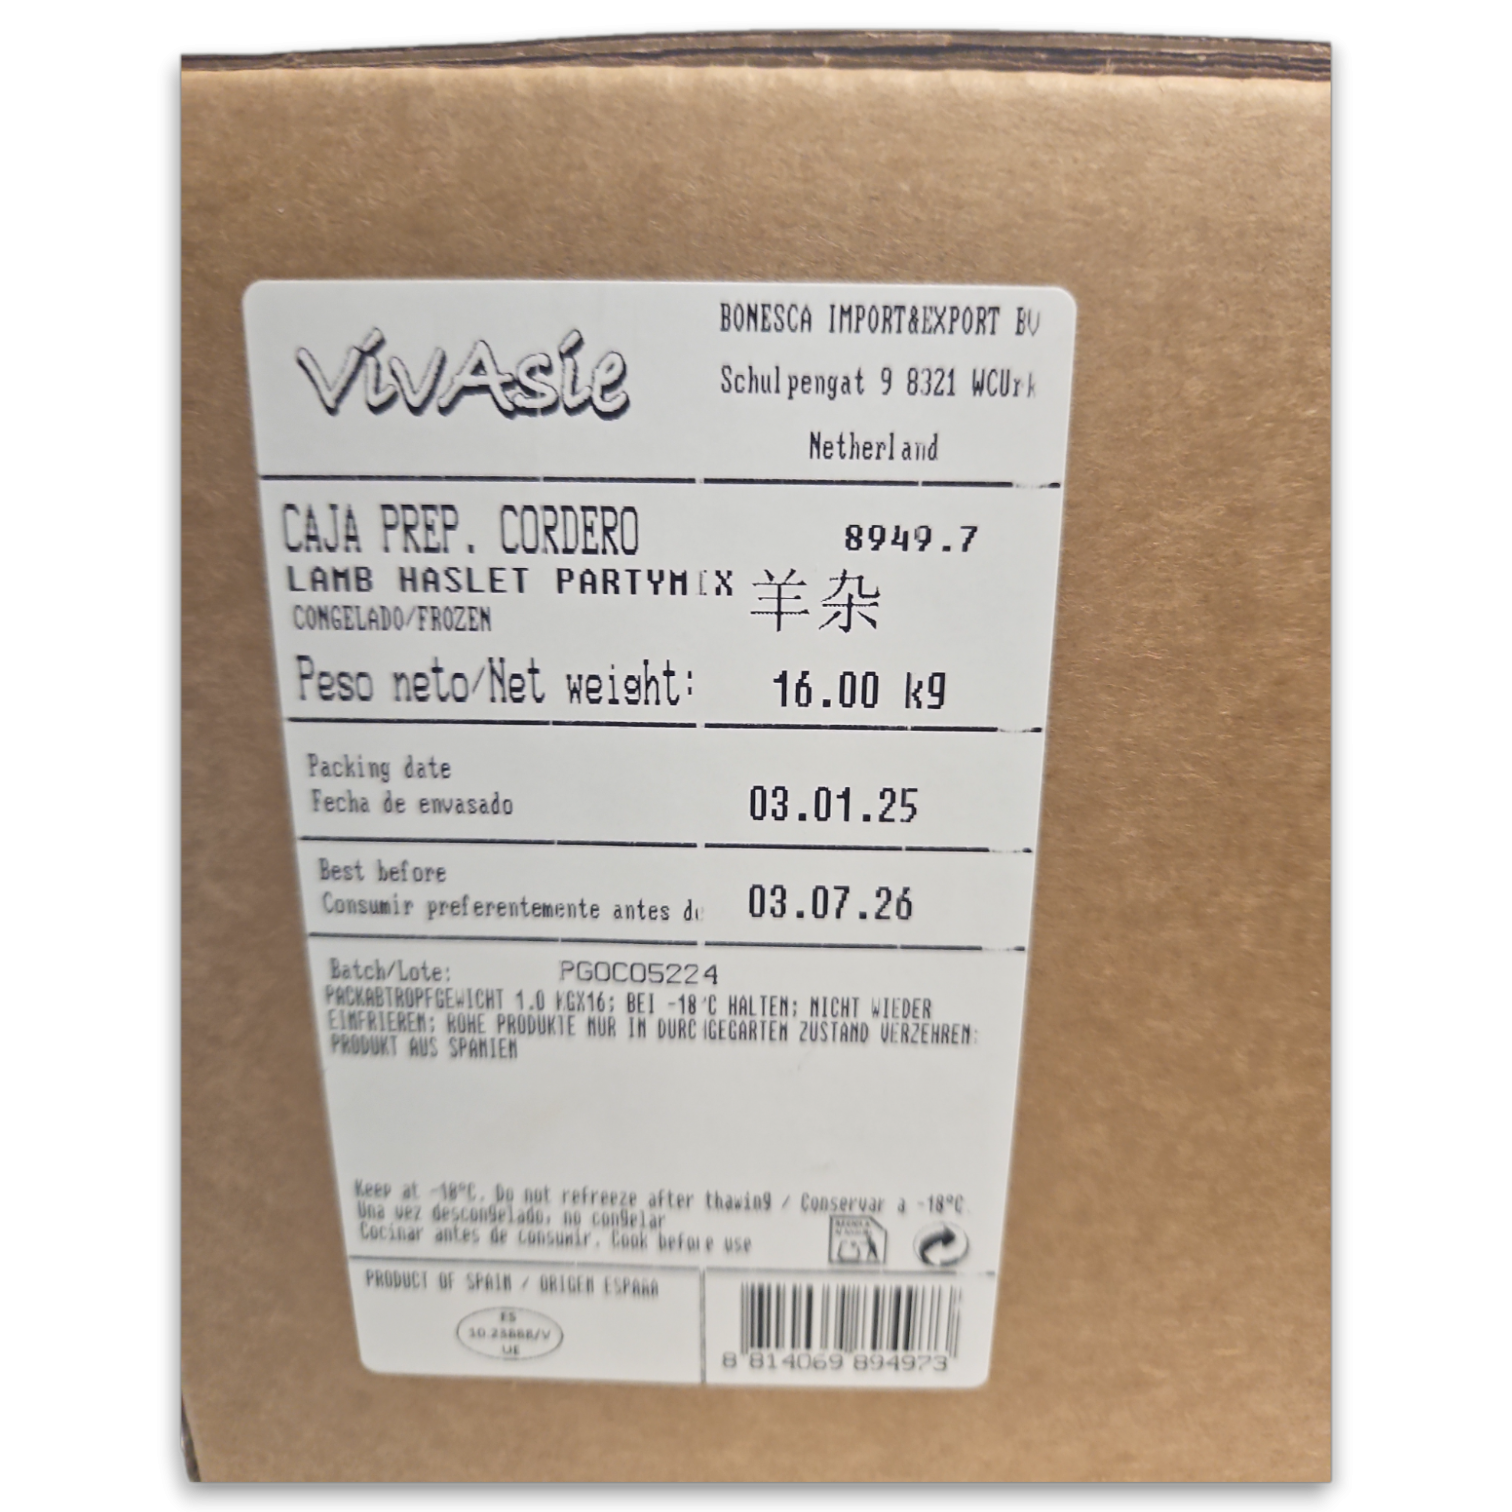 VivAsie
BONESCA IMPORT&EXPORT BV
Schulpengat 9 8321 WCUrk
Netherland
CAJA PREP. CORDERO
8949.7
LAMB HASLET PARTYMIX 羊杂
CONGELADO/FROZEN
Peso neto/Net weight: 16.00 kg
Packing date
Fecha de envasado
03.01.25
Best before
Consumir preferentemente antes de
03.07.26
Batch/Lote: PGOC05224
PACKABTROPFGEWICHT 1.0 KGX16; BEI -18°C HALTEN; NICHT WIEDER
EINFRIEREN; ROHE PRODUKTE NUR IN DURCHGEGARTEN ZUSTAND VERZEHREN;
PRODUKT AUS SPANIEN
Keep at -18°C. Do not refreeze after thawing / Conservar a -18°C.
Una vez descongelado, no congelar
Cocinar antes de consumir. Cook before use
PRODUCT OF SPAIN / ORIGEN ESPAÑA
ES
UE
8 814069 894973